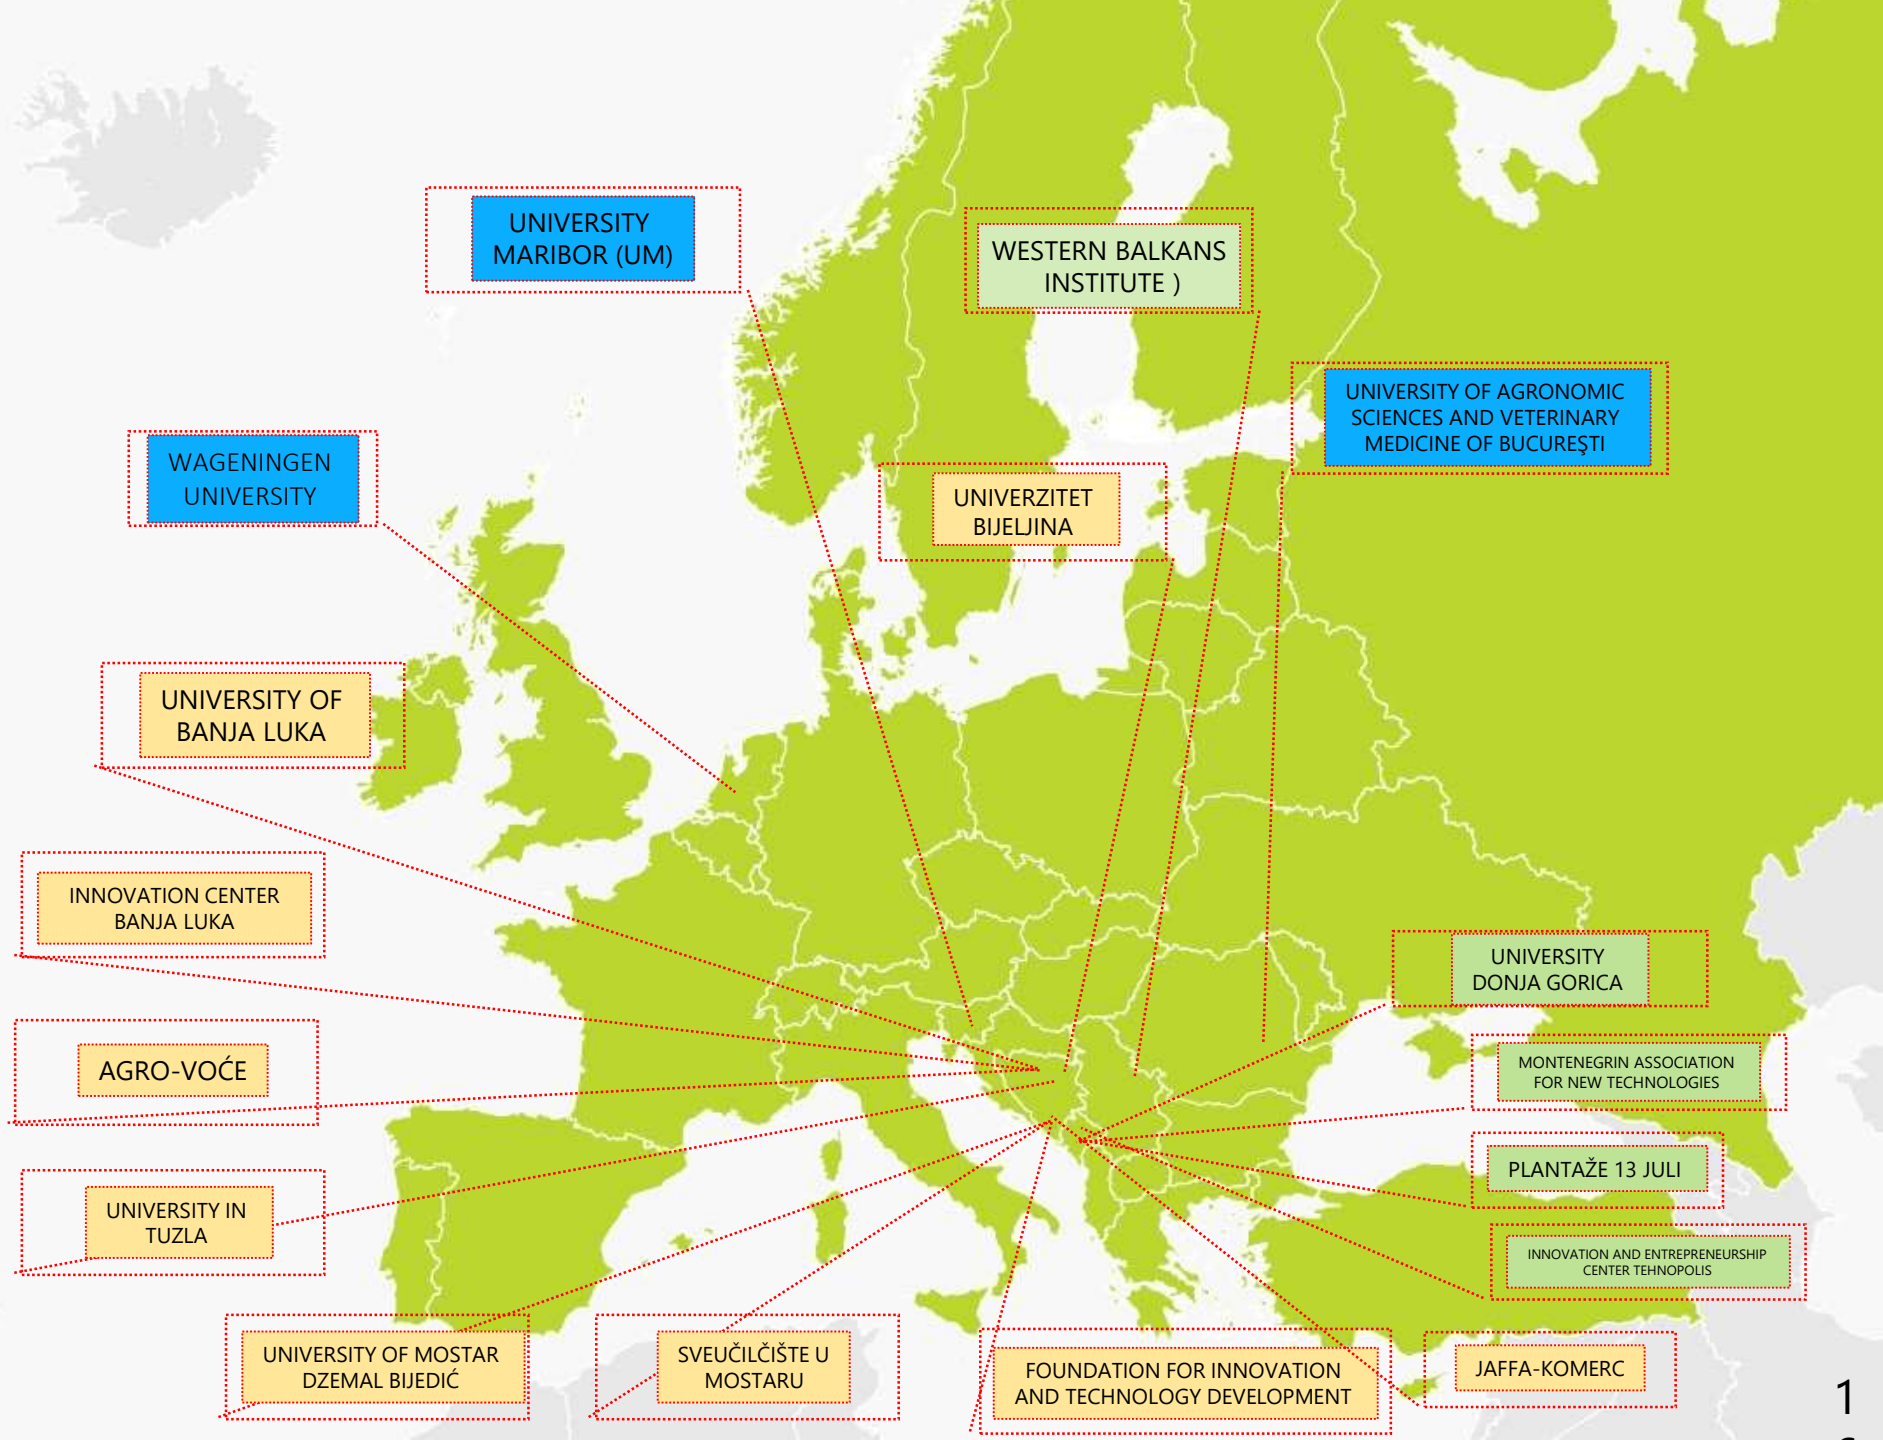 UNIVERSITY
MARIBOR (UM)
WESTERN BALKANS
INSTITUTE )
UNIVERSITY OF AGRONOMIC
SCIENCES AND VETERINARY
MEDICINE OF BUCUREŞTI
WAGENINGEN
UNIVERSITY
UNIVERZITET
BIJELJINA
UNIVERSITY OF
BANJA LUKA
INNOVATION CENTER
BANJA LUKA
UNIVERSITY
DONJA GORICA
AGRO-VOĆE
MONTENEGRIN ASSOCIATION
FOR NEW TECHNOLOGIES
PLANTAŽE 13 JULI
UNIVERSITY IN
TUZLA
INNOVATION AND ENTREPRENEURSHIP
CENTER TEHNOPOLIS
UNIVERSITY OF MOSTAR
DZEMAL BIJEDIĆ
SVEUČILČIŠTE U
MOSTARU
FOUNDATION FOR INNOVATION
AND TECHNOLOGY DEVELOPMENT
JAFFA-KOMERC
1